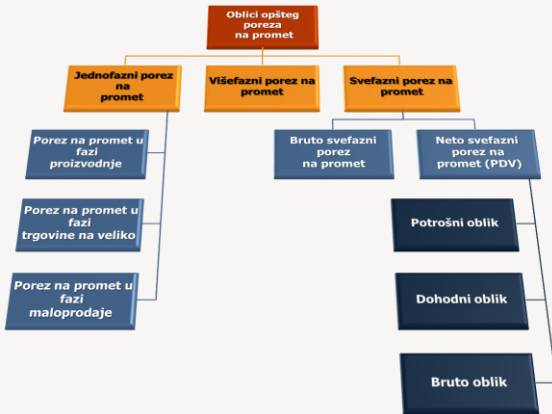 Oblici opšteg
poreza
na promet
Jednofazni porez
na
promet
Višefazni porez na
promet
Svefazni porez na
promet
Porez na promet u
fazi
proizvodnje
Porez na promet u
fazi
trgovine na veliko
Porez na promet u
fazi
maloprodaje
Bruto svefazni
porez
na promet
Neto svefazni
porez na
promet (PDV)
Potrošni oblik
Dohodni oblik
Bruto oblik